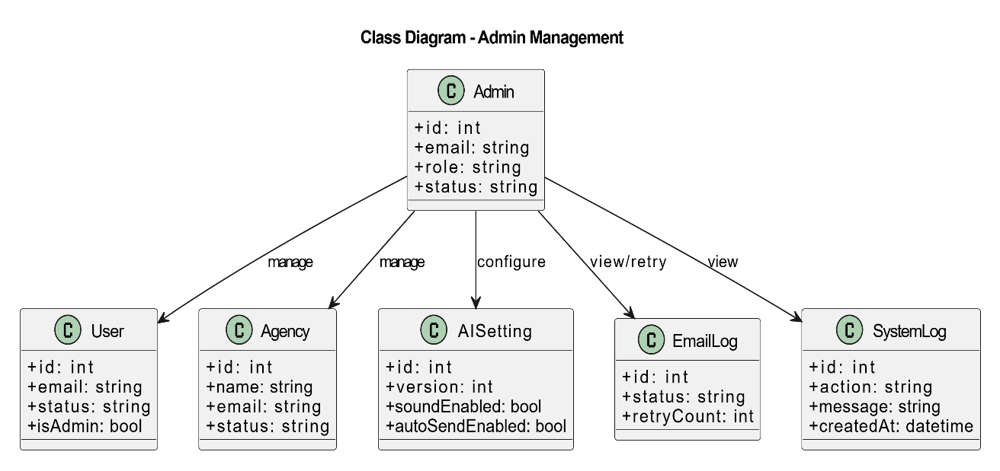 Class Diagram - Admin Management
C Admin
+id: int
+email: string
+role: string
+status: string
manage
manage
configure
view/retry
view
C User
+id: int
+email: string
+status: string
+isAdmin: bool
C Agency
+id: int
+name: string
+email: string
+status: string
C AISetting
+id: int
+version: int
+soundEnabled: bool
+autoSendEnabled: bool
C EmailLog
+id: int
+status: string
+retryCount: int
C SystemLog
+id: int
+action: string
+message: string
+createdAt: datetime